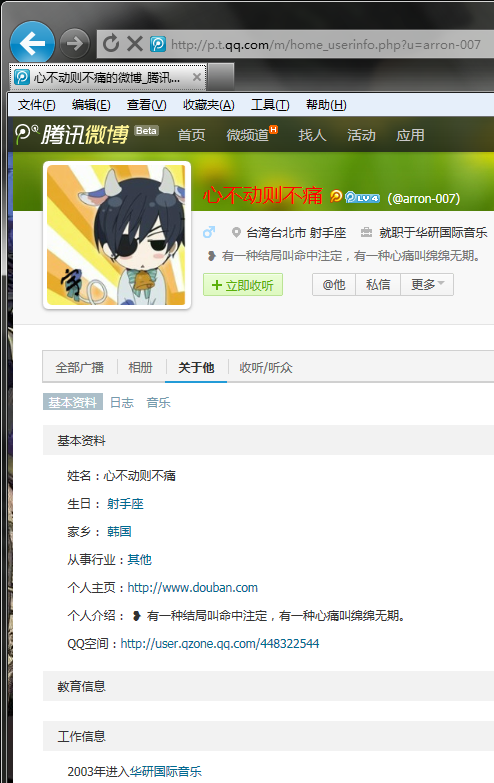 http://p.t.qq.com/m/home_userinfo.php?u=arron-007
心不动则不痛的微博_腾讯...
文件(F) 编辑(E) 查看(V) 收藏夹(A) 工具(T) 帮助(H)
腾讯微博 Beta 首页 微频道 H 找人 活动 应用
心不动则不痛 LV 4 (@arron-007)
台湾台北市 射手座 就职于华研国际音乐
❥ 有一种结局叫命中注定，有一种心痛叫绵绵无期。
+ 立即收听 @他 私信 更多
全部广播 相册 关于他 收听/听众
基本资料 日志 音乐
基本资料
姓名：心不动则不痛
生日： 射手座
家乡： 韩国
从事行业：其他
个人主页：http://www.douban.com
个人介绍： ❥ 有一种结局叫命中注定，有一种心痛叫绵绵无期。
QQ空间：http://user.qzone.qq.com/448322544
教育信息
工作信息
2003年进入华研国际音乐